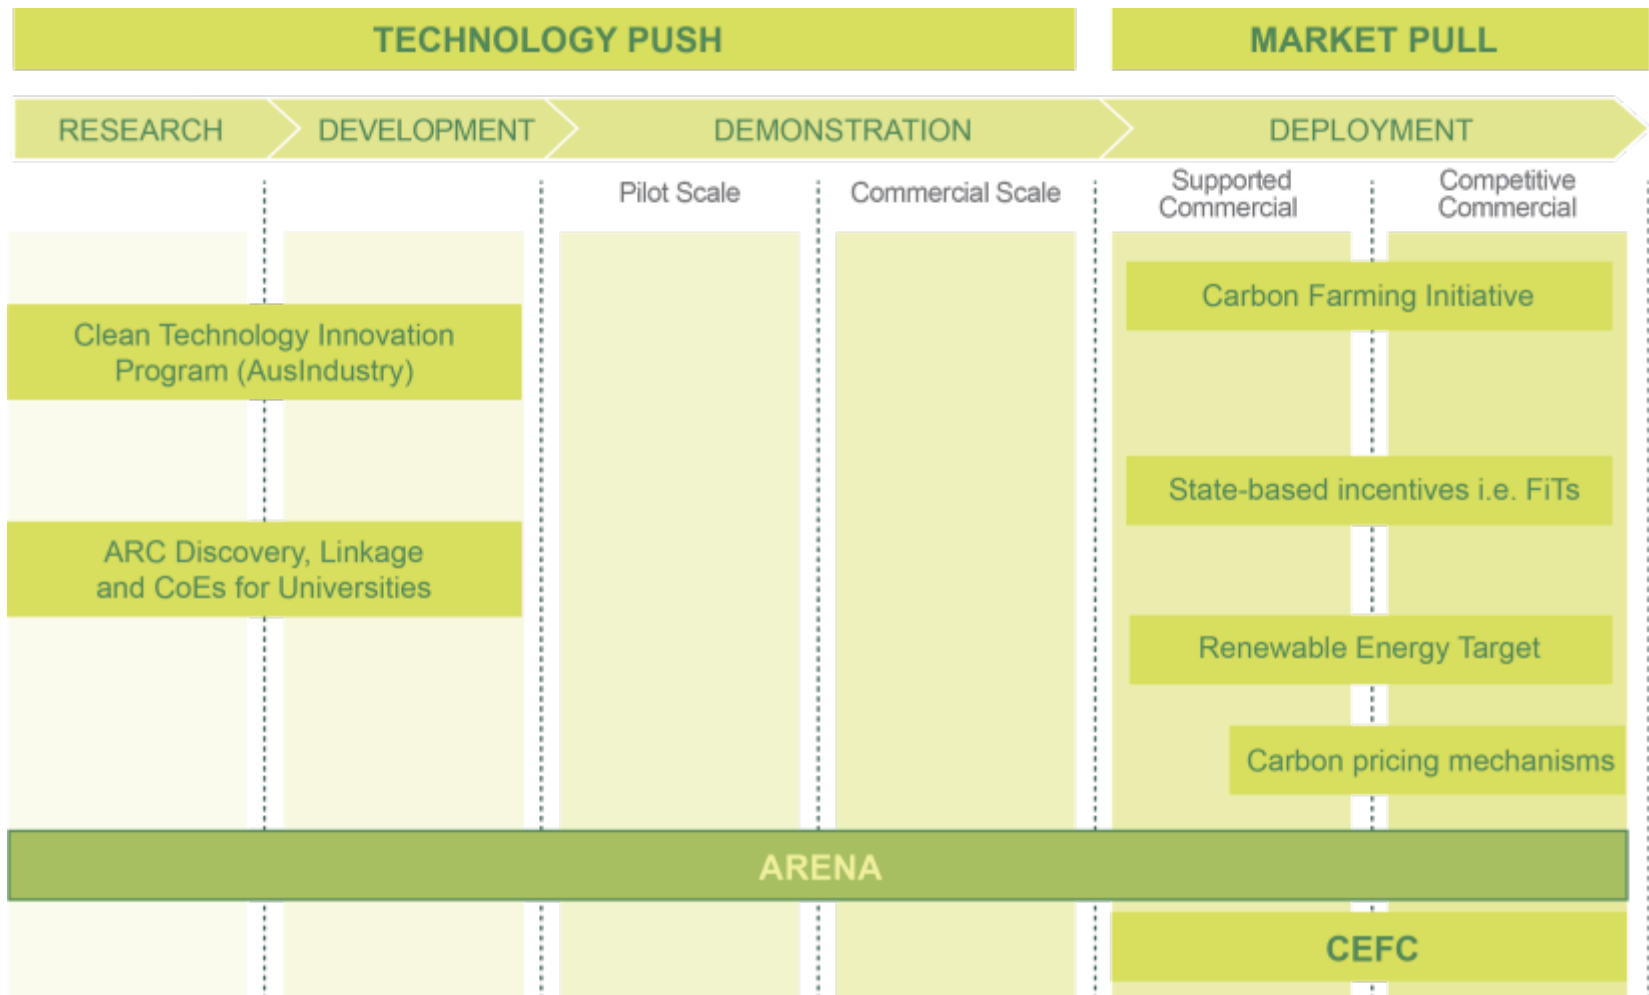 TECHNOLOGY PUSH
MARKET PULL
RESEARCH
DEVELOPMENT
DEMONSTRATION
DEPLOYMENT
Pilot Scale
Commercial Scale
Supported
Commercial
Competitive
Commercial
Carbon Farming Initiative
Clean Technology Innovation
Program (AusIndustry)
State-based incentives i.e. FiTs
ARC Discovery, Linkage
and CoEs for Universities
Renewable Energy Target
Carbon pricing mechanisms
ARENA
CEFC